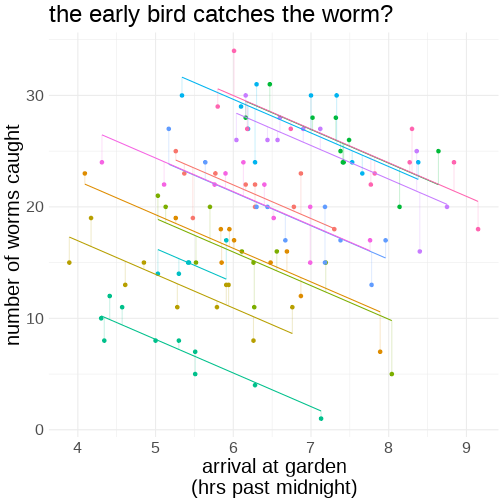 the early bird catches the worm?
number of worms caught
30
20
10
0
4 5 6 7 8 9
arrival at garden
(hrs past midnight)